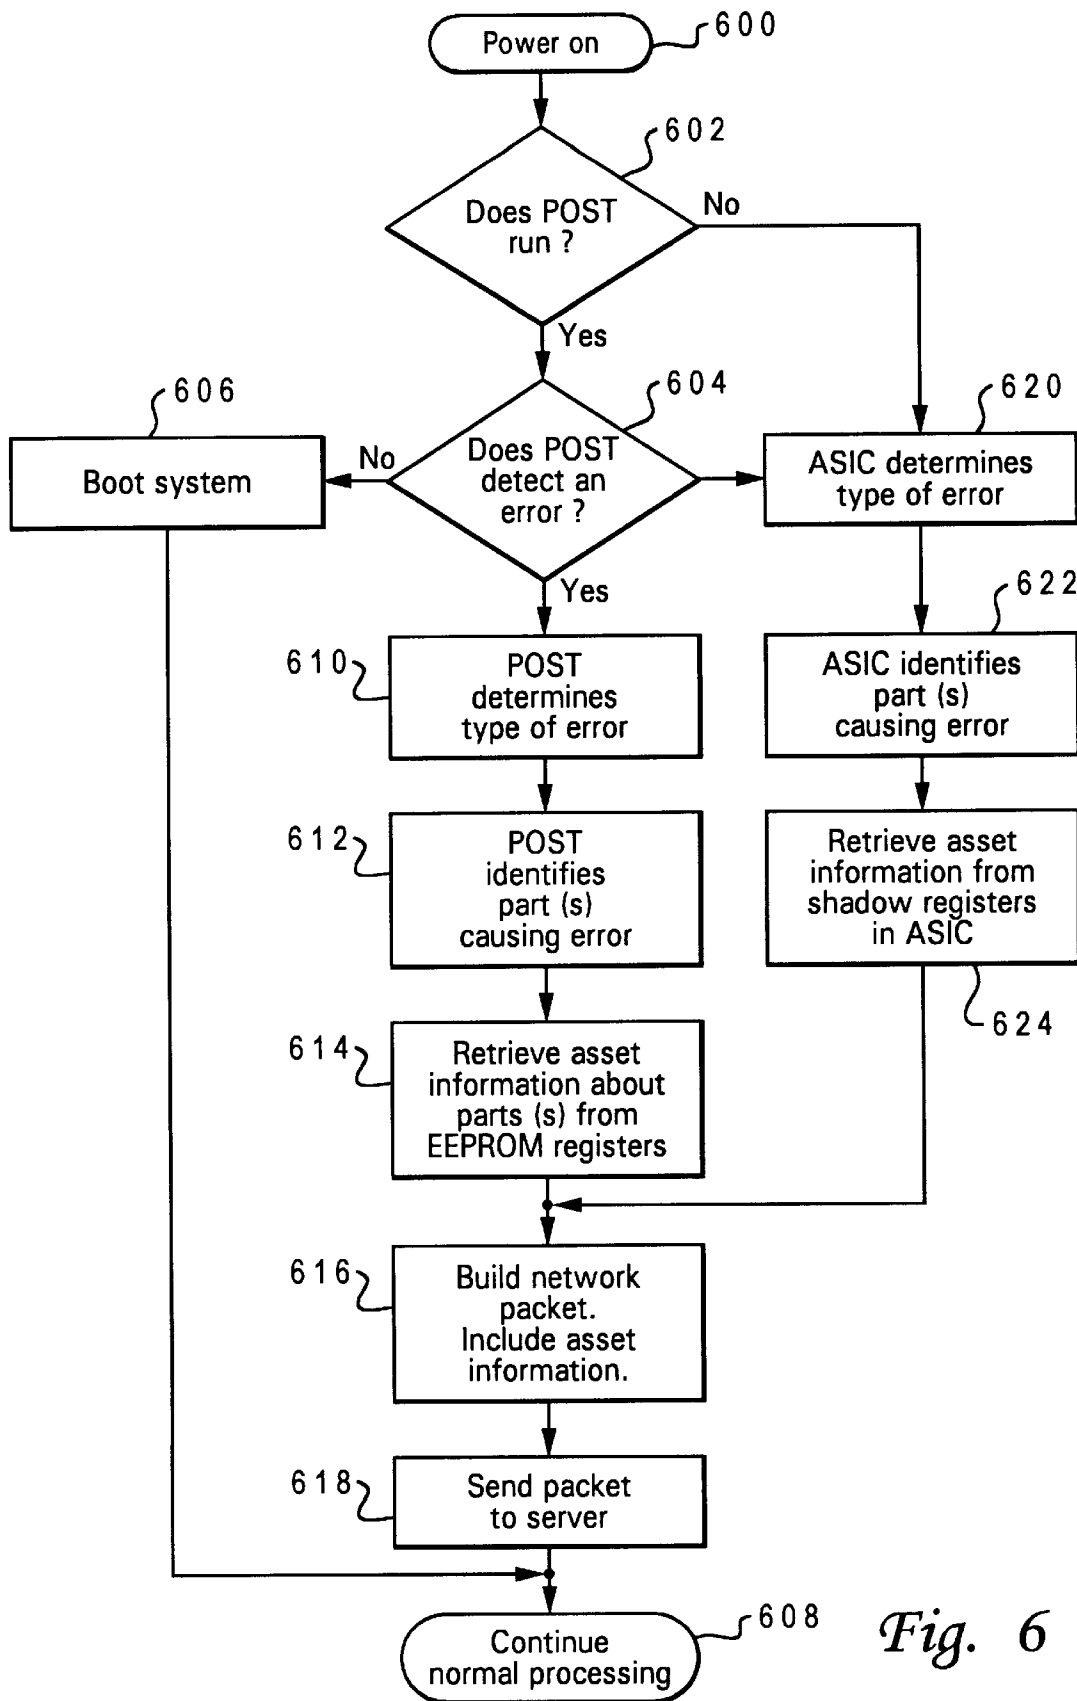 Power on
600
602
Does POST
run ?
No
Yes
606
604
620
Boot system
No
Does POST
detect an
error ?
ASIC determines
type of error
Yes
622
610
POST
determines
type of error
ASIC identifies
part (s)
causing error
612
POST
identifies
part (s)
causing error
Retrieve asset
information from
shadow registers
in ASIC
624
614
Retrieve asset
information about
parts (s) from
EEPROM registers
616
Build network
packet.
Include asset
information.
618
Send packet
to server
608
Continue
normal processing
Fig. 6